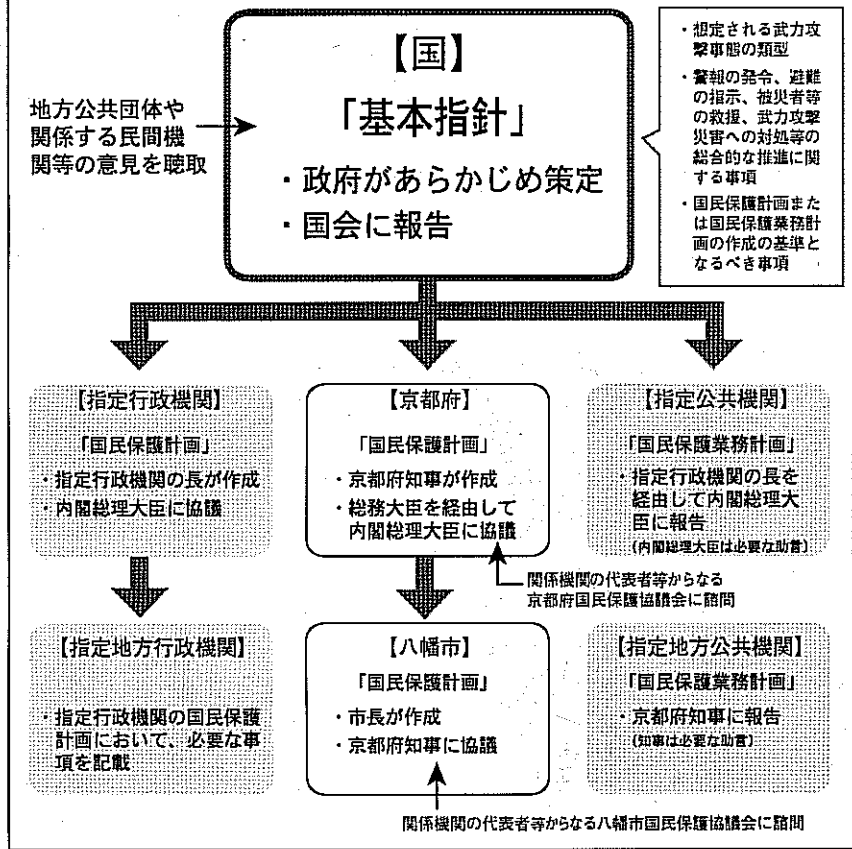 【国】
「基本指針」
・政府があらかじめ策定
・国会に報告
地方公共団体や
関係する民間機
関等の意見を聴取
・想定される武力攻
撃事態の類型
・警報の発令、避難
の指示、被災者等
の救援、武力攻撃
災害への対処等の
総合的な推進に関
する事項
・国民保護計画また
は国民保護業務計
画の作成の基準と
なるべき事項
【指定行政機関】
「国民保護計画」
・指定行政機関の長が作成
・内閣総理大臣に協議
【京都府】
「国民保護計画」
・京都府知事が作成
・総務大臣を経由して
内閣総理大臣に協議
【指定公共機関】
「国民保護業務計画」
・指定行政機関の長を
経由して内閣総理大
臣に報告
(内閣総理大臣は必要な助言)
関係機関の代表者等からなる
京都府国民保護協議会に諮問
【指定地方行政機関】
・指定行政機関の国民保護
計画において、必要な事
項を記載
【八幡市】
「国民保護計画」
・市長が作成
・京都府知事に協議
【指定地方公共機関】
「国民保護業務計画」
・京都府知事に報告
(知事は必要な助言)
関係機関の代表者等からなる八幡市国民保護協議会に諮問